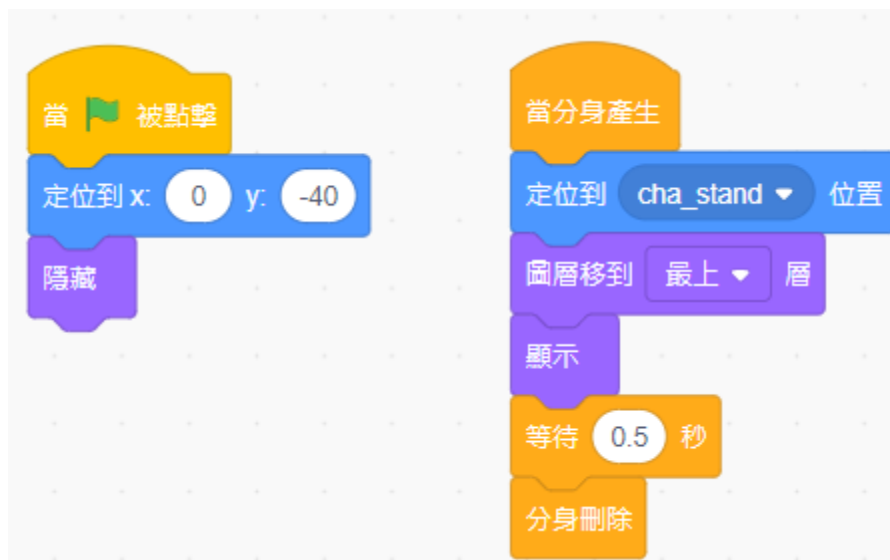 當 被點擊
定位到 x: 0 y: -40
隱藏
當分身產生
定位到 cha_stand 位置
圖層移到 最上 層
顯示
等待 0.5 秒
分身刪除